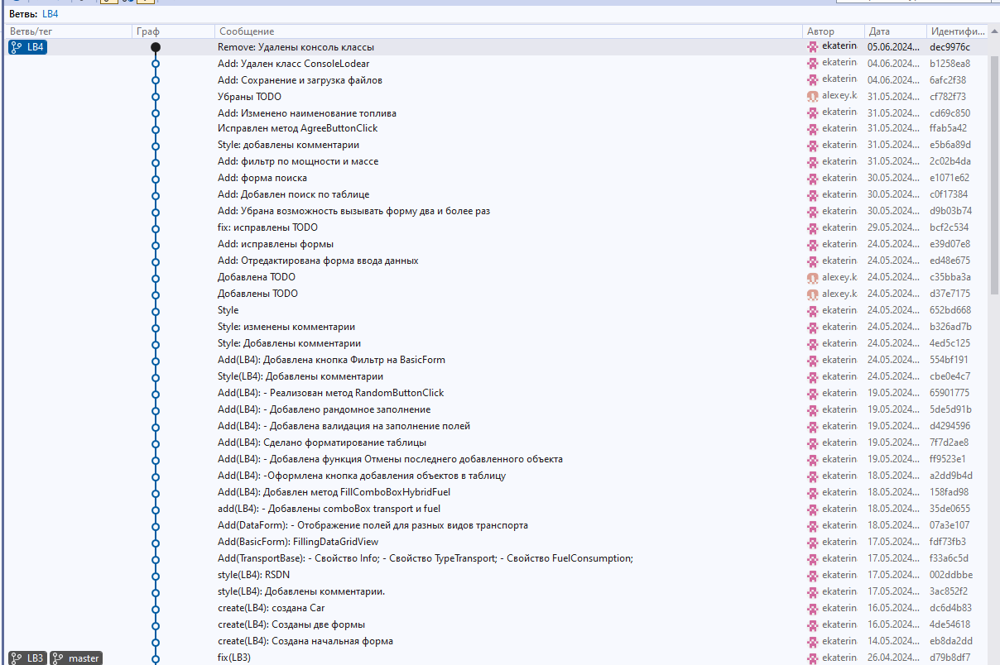 Ветвь: LB4
Ветвь/тег Граф Сообщение Автор Дата Идентифи...
LB4 Remove: Удалены консоль классы ekaterin 05.06.2024... dec9976c
Add: Удален класс ConsoleLodear ekaterin 04.06.2024... b1258ea8
Add: Сохранение и загрузка файлов ekaterin 04.06.2024... 6afc2f38
Убраны TODO alexey.k 31.05.2024... cf782f73
Add: Изменено наименование топлива ekaterin 31.05.2024... cd69c850
Исправлен метод AgreeButtonClick ekaterin 31.05.2024... ffab5a42
Style: добавлены комментарии ekaterin 31.05.2024... e5b6a89d
Add: фильтр по мощности и массе ekaterin 31.05.2024... 2c02b4da
Add: форма поиска ekaterin 30.05.2024... e1071e62
Add: Добавлен поиск по таблице ekaterin 30.05.2024... c0f17384
Add: Убрана возможность вызывать форму два и более раз ekaterin 30.05.2024... d9b03b74
fix: исправлены TODO ekaterin 29.05.2024... bcf2c534
Add: исправлены формы ekaterin 24.05.2024... e39d07e8
Add: Отредактирована форма ввода данных ekaterin 24.05.2024... ed48e675
Добавлена TODO alexey.k 24.05.2024... c35bba3a
Добавлены TODO alexey.k 24.05.2024... d37e7175
Style ekaterin 24.05.2024... 652bd668
Style: изменены комментарии ekaterin 24.05.2024... b326ad7b
Style: Добавлены комментарии ekaterin 24.05.2024... 4ed5c125
Add(LB4): Добавлена кнопка Фильтр на BasicForm ekaterin 24.05.2024... 554bf191
Style(LB4): Добавлены комментарии ekaterin 24.05.2024... cbe0e4c7
Add(LB4): - Реализован метод RandomButtonClick ekaterin 19.05.2024... 65901775
Add(LB4): - Добавлено рандомное заполнение ekaterin 19.05.2024... 5de5d91b
Add(LB4): - Добавлена валидация на заполнение полей ekaterin 19.05.2024... d4294596
Add(LB4): Сделано форматирование таблицы ekaterin 19.05.2024... 7f7d2ae8
Add(LB4): - Добавлена функция Отмены последнего добавленного объекта ekaterin 19.05.2024... ff9523e1
Add(LB4): -Оформлена кнопка добавления объектов в таблицу ekaterin 18.05.2024... a2dd9b4d
Add(LB4): Добавлен метод FillComboBoxHybridFuel ekaterin 18.05.2024... 158fad98
add(LB4): - Добавлены comboBox transport и fuel ekaterin 18.05.2024... 35de0655
Add(DataForm): - Отображение полей для разных видов транспорта ekaterin 18.05.2024... 07a3e107
Add(BasicForm): FillingDataGridView ekaterin 17.05.2024... fdf73fb3
Add(TransportBase): - Свойство Info; - Свойство TypeTransport; - Свойство FuelConsumption; ekaterin 17.05.2024... f33a6c5d
style(LB4): RSDN ekaterin 17.05.2024... 002ddbbe
style(LB4): Добавлены комментарии. ekaterin 17.05.2024... 3ac852f2
create(LB4): создана Car ekaterin 16.05.2024... dc6d4b83
create(LB4): Созданы две формы ekaterin 16.05.2024... 4de54618
create(LB4): Создана начальная форма ekaterin 14.05.2024... eb8da2dd
LB3 master fix(LB3) ekaterin 26.04.2024... d79b8df7